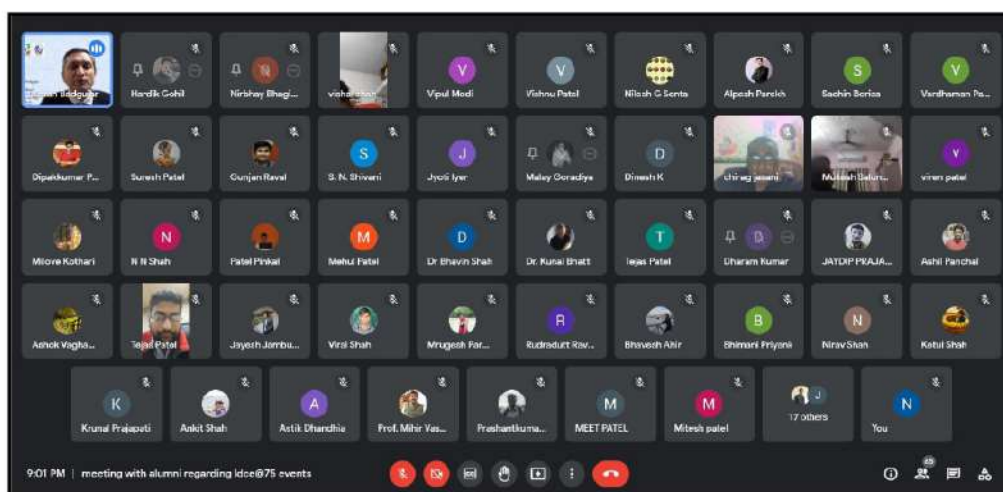 Badgujar
Hardik Gohil
Nirbhay Bhagi...
vishal shah
V
Vipul Modi
V
Vishnu Patel
Nilesh G Santa
Alpesh Parekh
S
Sachin Borisa
V
Vardhaman Pa...
Dipakkumar P...
Suresh Patel
Gunjan Raval
S
S. N. Shivani
J
Jyoti Iyer
Malay Goradiya
D
Dinesh K
chirag jasani
Mukesh
V
viren patel
Kothari
N
N N Shah
Patel Pinkal
M
Mehul Patel
D
Dr Bhavin Shah
Dr. Kunal Bhatt
T
Tejas Patel
D
Dharam Kumar
JAYDIP PRAJA...
Ashil Panchal
Ashok Vagha...
Tejas Patel
Jayesh Jambu...
Viral Shah
Mrugesh Par...
R
Rudradutt Rav...
Bhavesh Ahir
B
Bhimani Priyank
N
Nirav Shah
Ketul Shah
K
Krunal Prajapati
Ankit Shah
A
Astik Dhandhia
Prof. Mihir Vas...
Prashantkuma...
M
MEET PATEL
M
Mitesh patel
J
17 others
N
You
9:01 PM | meeting with alumni regarding ldce@75 events